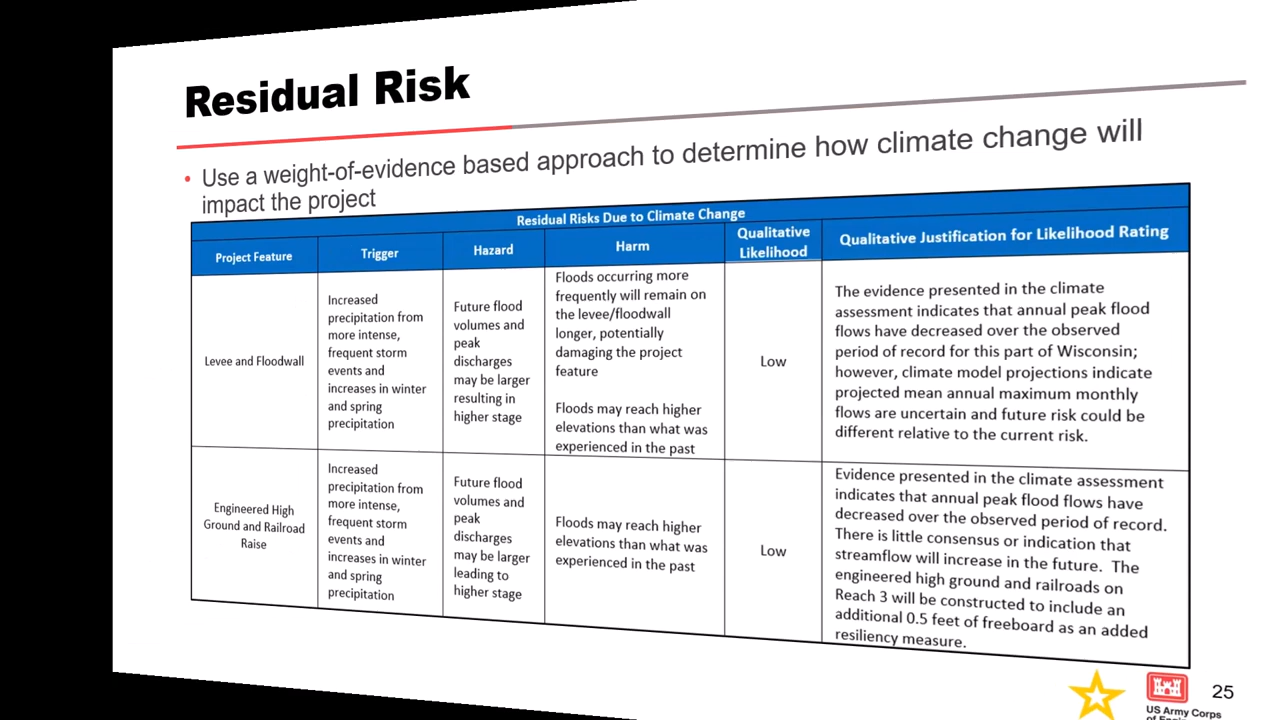 Residual Risk
• Use a weight-of-evidence based approach to determine how climate change will
impact the project
Residual Risks Due to Climate Change
Project Feature
Trigger
Hazard
Harm
Qualitative
Likelihood
Qualitative Justification for Likelihood Rating
Levee and Floodwall
Increased
precipitation from
more intense,
frequent storm
events and
increases in winter
and spring
precipitation
Future flood
volumes and
peak
discharges
may be larger
resulting in
higher stage
Floods occurring more
frequently will remain on
the levee/floodwall
longer, potentially
damaging the project
feature
Floods may reach higher
elevations than what was
experienced in the past
Low
The evidence presented in the climate
assessment indicates that annual peak flood
flows have decreased over the observed
period of record for this part of Wisconsin;
however, climate model projections indicate
projected mean annual maximum monthly
flows are uncertain and future risk could be
different relative to the current risk.
Engineered High
Ground and Railroad
Raise
Increased
precipitation from
more intense,
frequent storm
events and
increases in winter
and spring
precipitation
Future flood
volumes and
peak
discharges
may be larger
leading to
higher stage
Floods may reach higher
elevations than what was
experienced in the past
Low
Evidence presented in the climate assessment
indicates that annual peak flood flows have
decreased over the observed period of record.
There is little consensus or indication that
streamflow will increase in the future. The
engineered high ground and railroads on
Reach 3 will be constructed to include an
additional 0.5 feet of freeboard as an added
resiliency measure.
25
US Army Corps
of